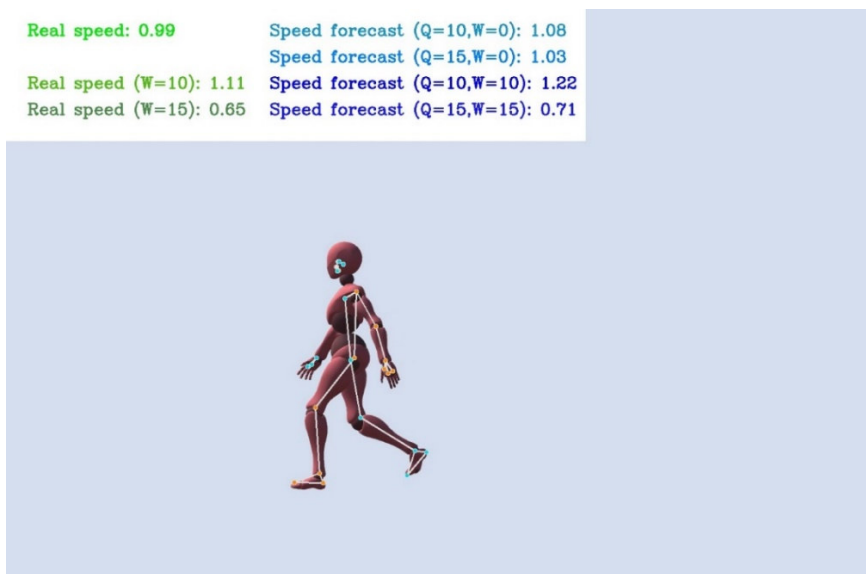 Real speed: 0.99 Speed forecast (Q=10,W=0): 1.08
Speed forecast (Q=15,W=0): 1.03
Real speed (W=10): 1.11 Speed forecast (Q=10,W=10): 1.22
Real speed (W=15): 0.65 Speed forecast (Q=15,W=15): 0.71